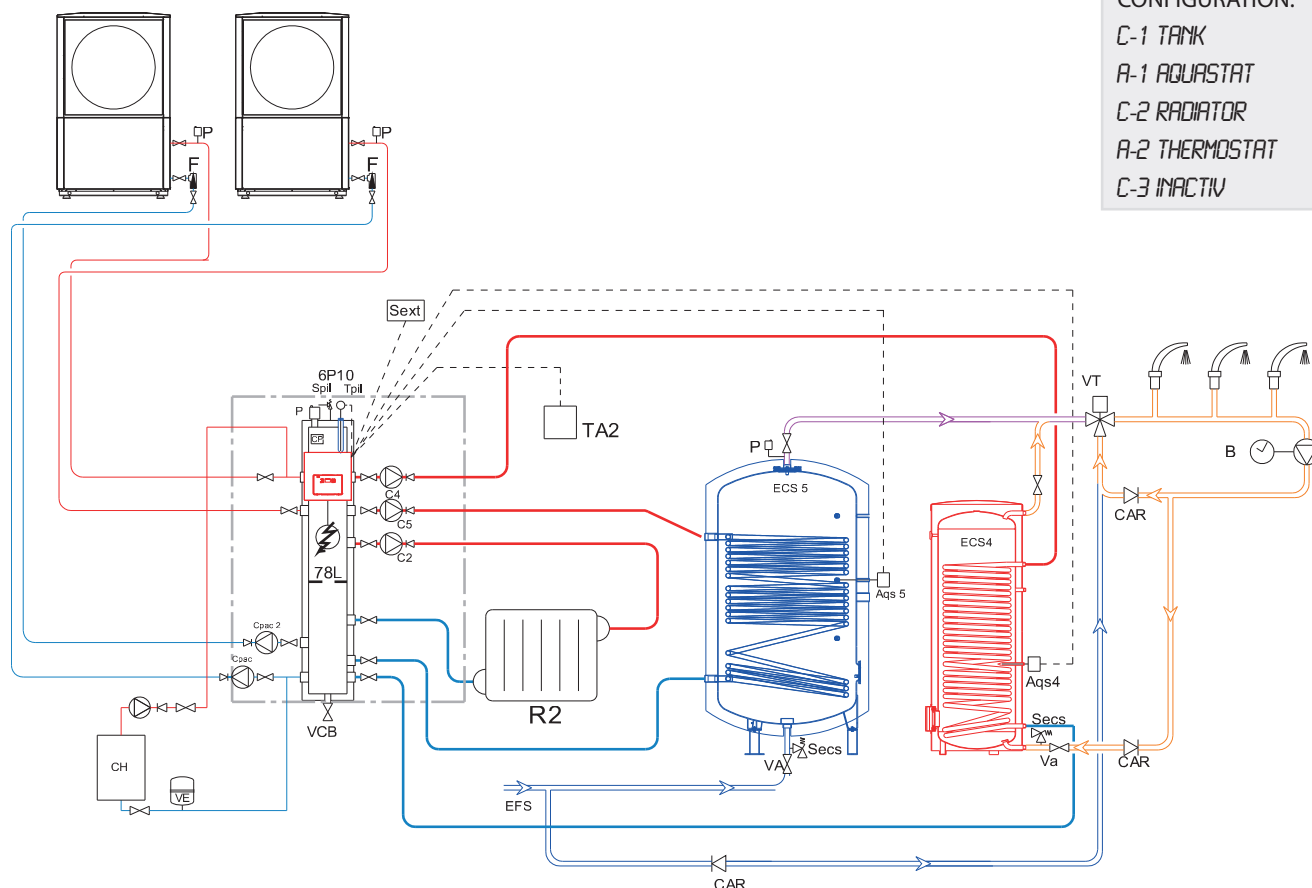 CONFIGURATION:
C-1 TANK
A-1 AQUASTAT
C-2 RADIATOR
A-2 THERMOSTAT
C-3 INACTIV
P
P
F
F
Sext
6P10
Spil Tpil
P
CP
TA2
VT
C4
C5
C2
78L
P
ECS 5
ECS4
B
CAR
Aqs 5
Cpac 2
Cpac
R2
Aqs4
VCB
Secs
Secs
VA
Va
CAR
CH
VE
EFS
CAR